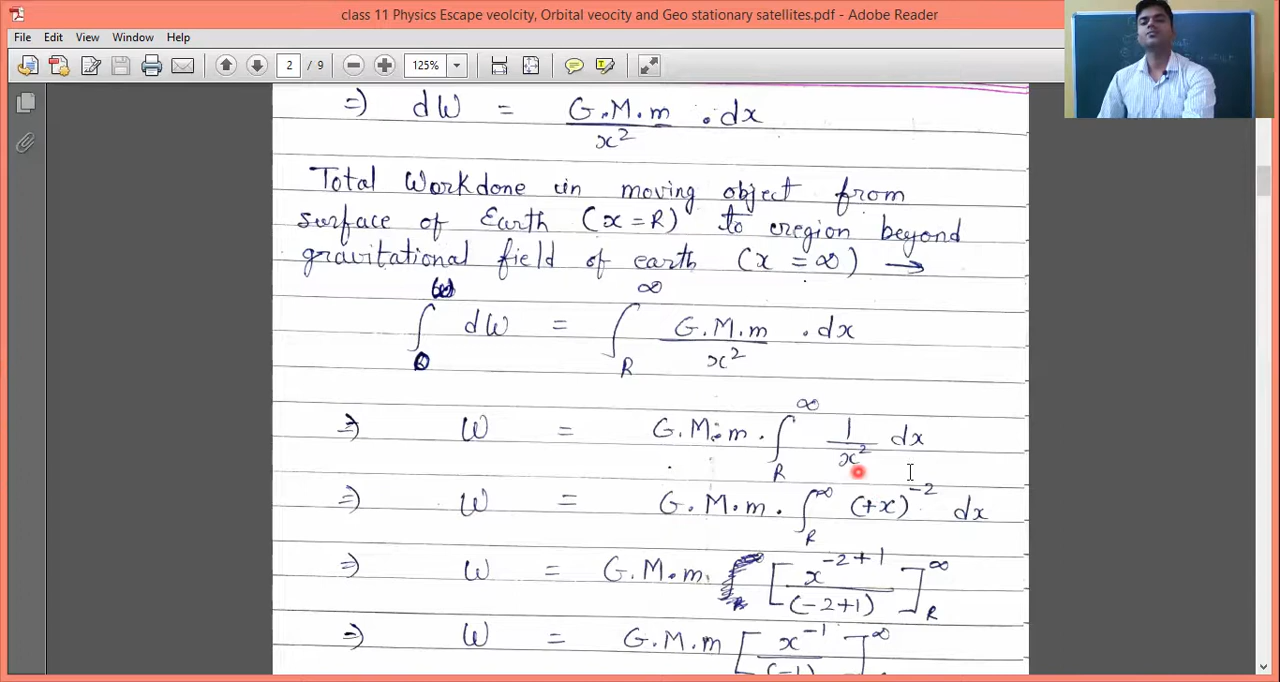 class 11 Physics Escape veolcity, Orbital veocity and Geo stationary satellites.pdf - Adobe Reader
File Edit View Window Help
2 / 9 125%
=) dW = G.M.m / x² . dx
Total Workdone in moving object from
surface of Earth (x = R) to region beyond
gravitational field of earth (x = ∞) →
∫ dW = ∫_R^∞ G.M.m / x² . dx
=) W = G.M.m . ∫_R^∞ 1 / x² dx
=) W = G.M.m . ∫_R^∞ (+x)^-2 dx
=) W = G.M.m. [x^-2+1 / (-2+1)]_R^∞
=) W = G.M.m [x^-1 / (-1)]^∞